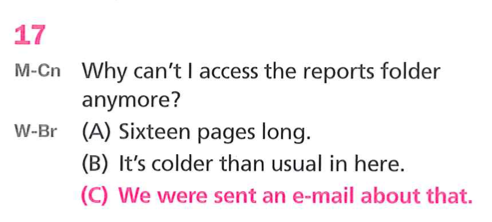 17
M-Cn Why can't I access the reports folder
anymore?
W-Br (A) Sixteen pages long.
(B) It's colder than usual in here.
(C) We were sent an e-mail about that.